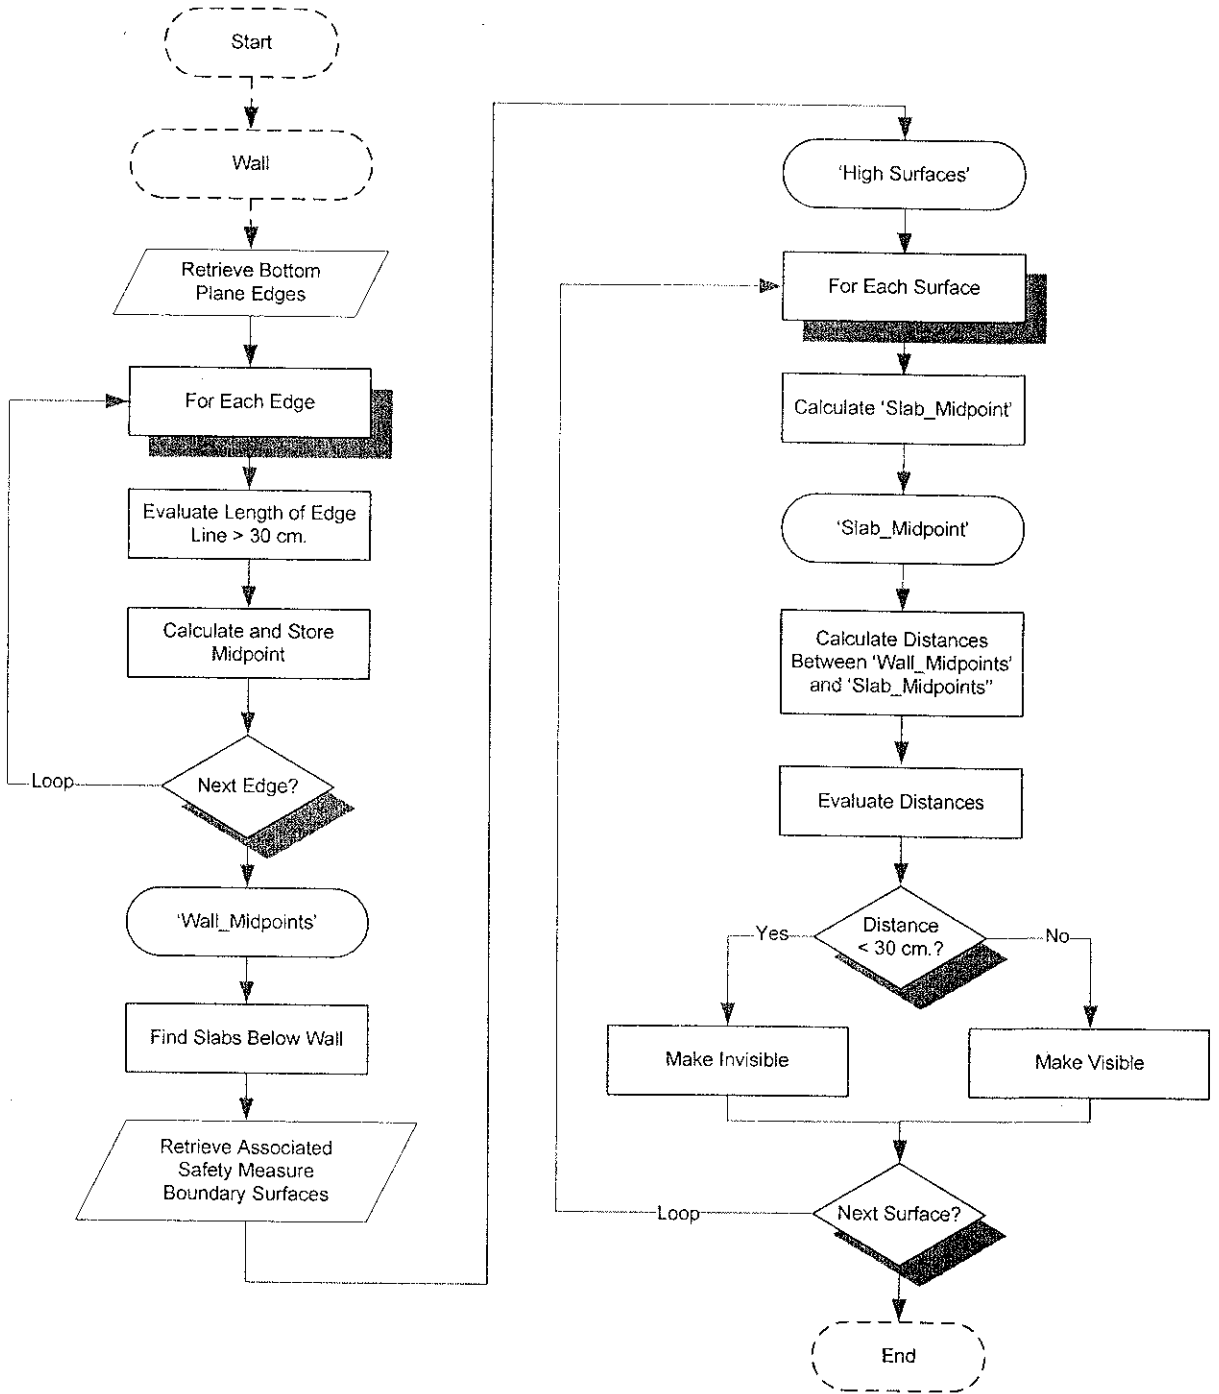 Start
Wall
Retrieve Bottom
Plane Edges
For Each Edge
Evaluate Length of Edge
Line > 30 cm.
Calculate and Store
Midpoint
Next Edge?
Loop
'Wall_Midpoints'
Find Slabs Below Wall
Retrieve Associated
Safety Measure
Boundary Surfaces
'High Surfaces'
For Each Surface
Calculate 'Slab_Midpoint'
'Slab_Midpoint'
Calculate Distances
Between 'Wall_Midpoints'
and 'Slab_Midpoints"
Evaluate Distances
Distance
< 30 cm.?
Yes
No
Make Invisible
Make Visible
Next Surface?
Loop
End